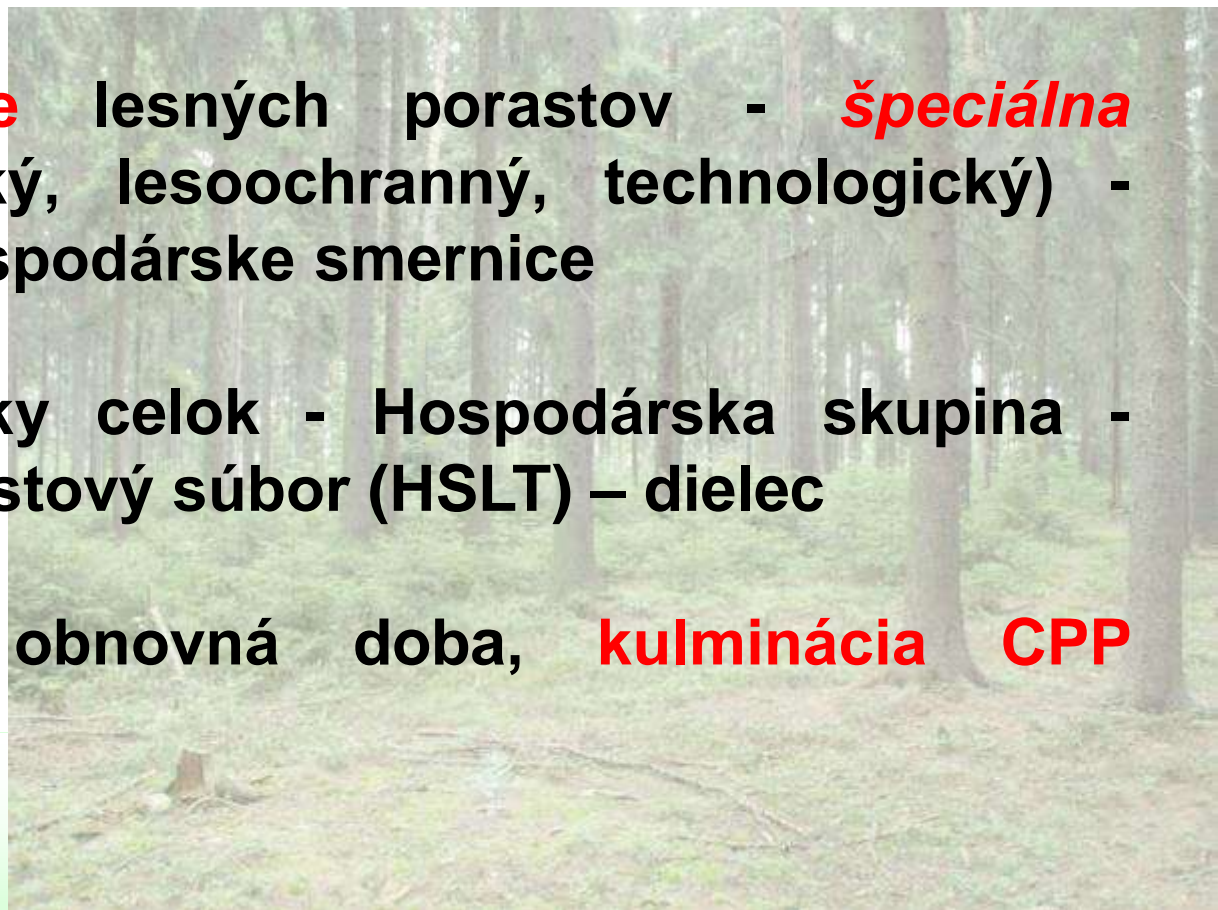 e lesných porastov - špeciálna
ký, lesoochranný, technologický) -
spodárske smernice
ky celok - Hospodárska skupina -
stový súbor (HSLT) – dielec
obnovná doba, kulminácia CPP